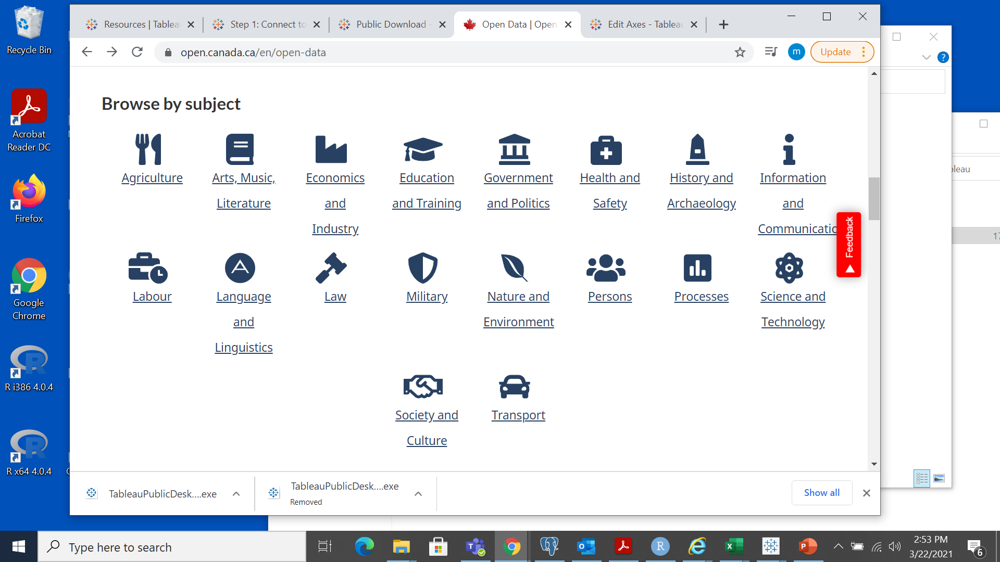 Recycle Bin
Acrobat
Reader DC
Firefox
Google
Chrome
R i386 4.0.4
R x64 4.0.4
Resources | Tablea
Step 1: Connect to
Public Download -
Open Data | Open
Edit Axes - Tableau
open.canada.ca/en/open-data
m
Update
?
Browse by subject
Agriculture
Arts, Music,
Literature
Economics
and
Industry
Education
and Training
Government
and Politics
Health and
Safety
History and
Archaeology
Information
and
Communicatio
Feedback
Labour
Language
and
Linguistics
Law
Military
Nature and
Environment
Persons
Processes
Science and
Technology
Society and
Culture
Transport
bleau
17
TableauPublicDesk....exe
TableauPublicDesk....exe
Removed
Show all
Type here to search
2:53 PM
3/22/2021
6